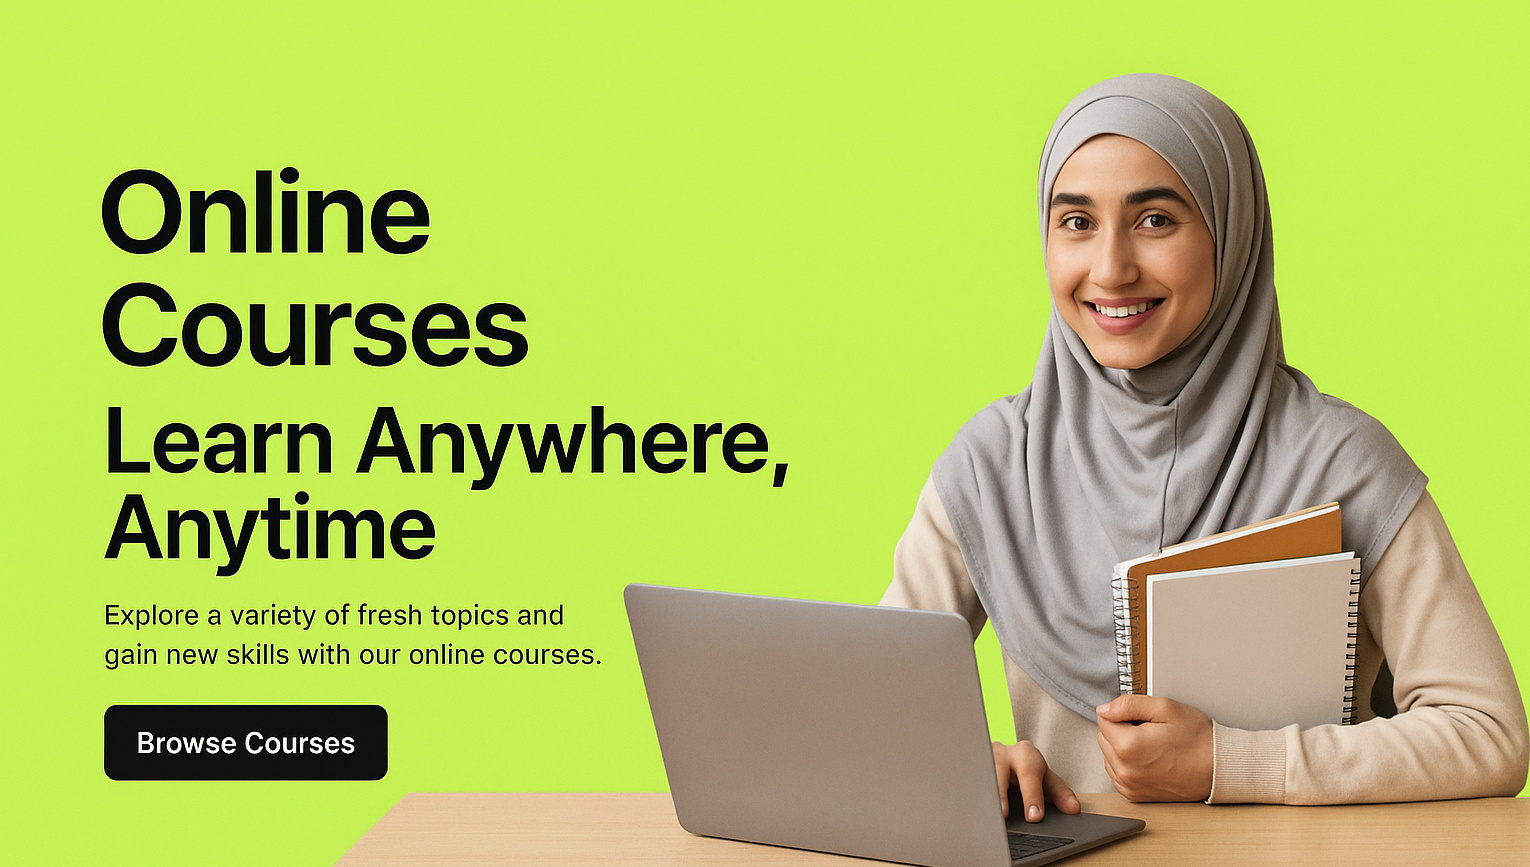 Online
Courses
Learn Anywhere,
Anytime
Explore a variety of fresh topics and
gain new skills with our online courses.
Browse Courses